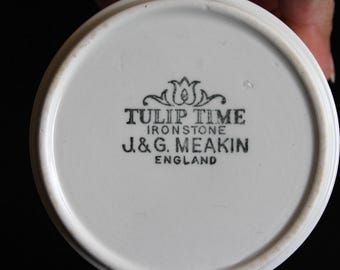 TULIP TIME
IRONSTONE
J.&G. MEAKIN
ENGLAND